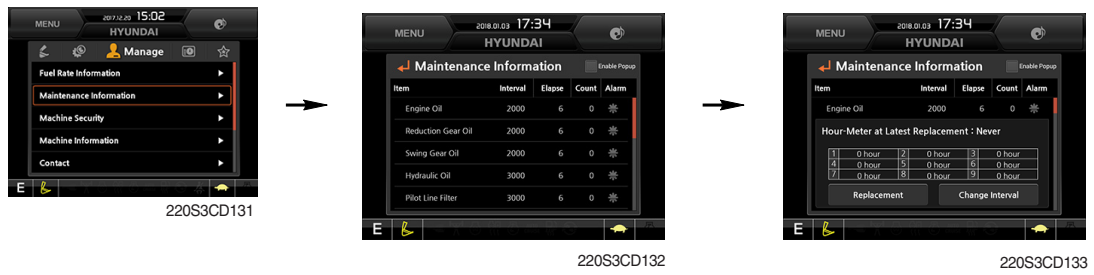 MENU
2017.12.20 15:02
HYUNDAI
Manage
Fuel Rate Information
Maintenance Information
Machine Security
Machine Information
Contact
E
220S3CD131
MENU
2018.01.03 17:34
HYUNDAI
Maintenance Information Enable Popup
Item Interval Elapse Count Alarm
Engine Oil 2000 6 0
Reduction Gear Oil 2000 6 0
Swing Gear Oil 2000 6 0
Hydraulic Oil 3000 6 0
Pilot Line Filter 3000 6 0
E
220S3CD132
MENU
2018.01.03 17:34
HYUNDAI
Maintenance Information Enable Popup
Item Interval Elapse Count Alarm
Engine Oil 2000 6 0
Hour-Meter at Latest Replacement : Never
1 0 hour 2 0 hour 3 0 hour
4 0 hour 5 0 hour 6 0 hour
7 0 hour 8 0 hour 9 0 hour
Replacement Change Interval
E
220S3CD133